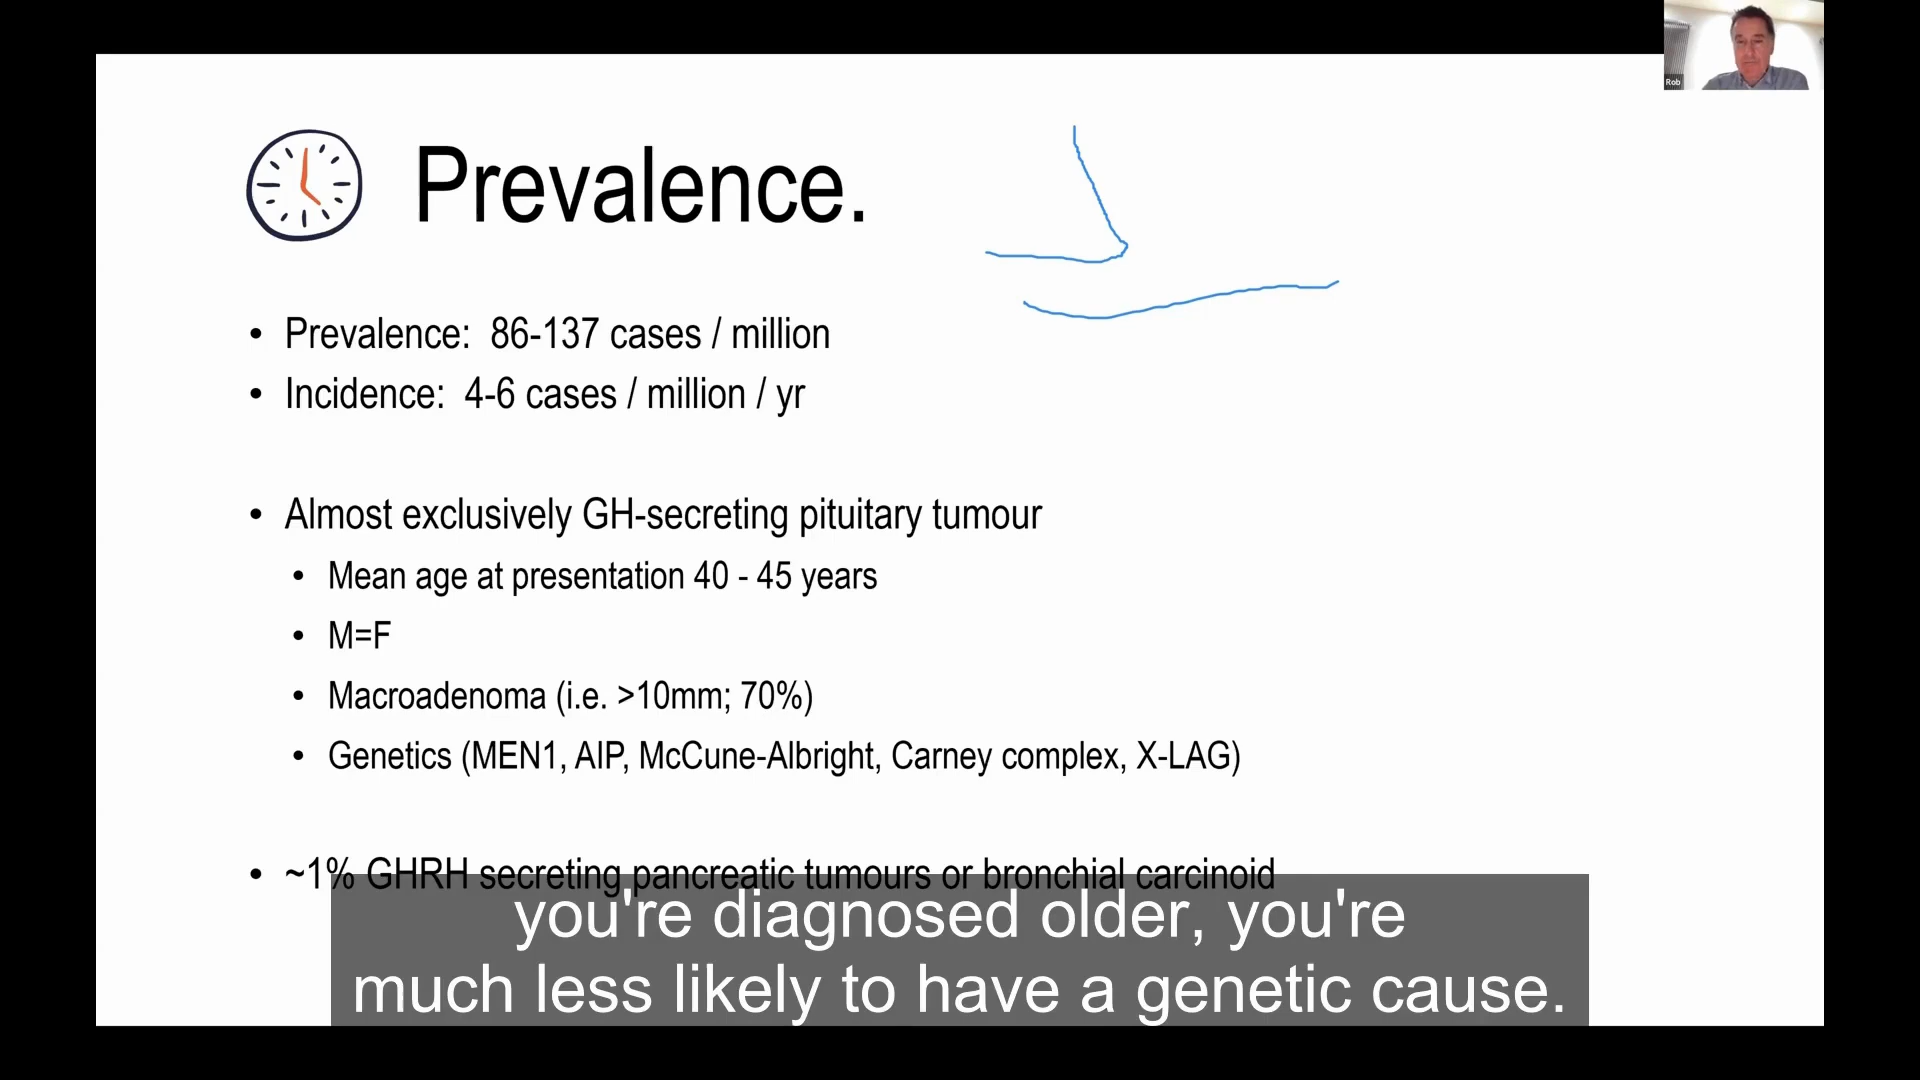 Rob
Prevalence.
• Prevalence: 86-137 cases / million
• Incidence: 4-6 cases / million / yr
• Almost exclusively GH-secreting pituitary tumour
• Mean age at presentation 40 - 45 years
• M=F
• Macroadenoma (i.e. >10mm; 70%)
• Genetics (MEN1, AIP, McCune-Albright, Carney complex, X-LAG)
• ~1% GHRH secreting pancreatic tumours or bronchial carcinoid
you're diagnosed older, you're
much less likely to have a genetic cause.